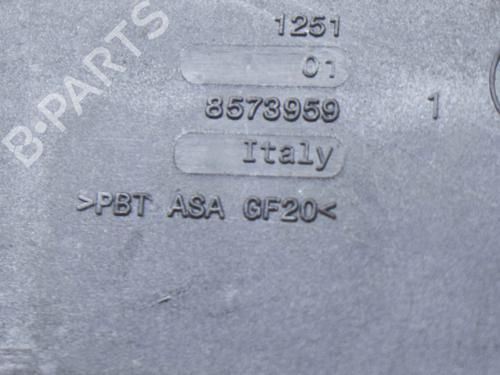 B-PARTS
1251
01
8573959
1
Italy
>PBT ASA GF20<